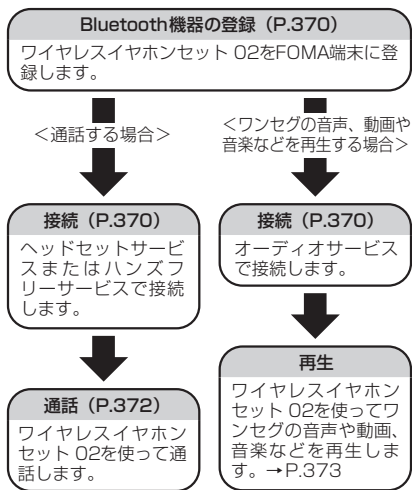 Bluetooth機器の登録（P.370）
ワイヤレスイヤホンセット 02をFOMA端末に登
録します。
＜通話する場合＞
＜ワンセグの音声、動画や
音楽などを再生する場合＞
接続（P.370）
ヘッドセットサービ
スまたはハンズフ
リーサービスで接続
します。
接続（P.370）
オーディオサービス
で接続します。
通話（P.372）
ワイヤレスイヤホン
セット 02を使って通
話します。
再生
ワイヤレスイヤホン
セット 02を使ってワ
ンセグの音声や動画、
音楽などを再生しま
す。→P.373